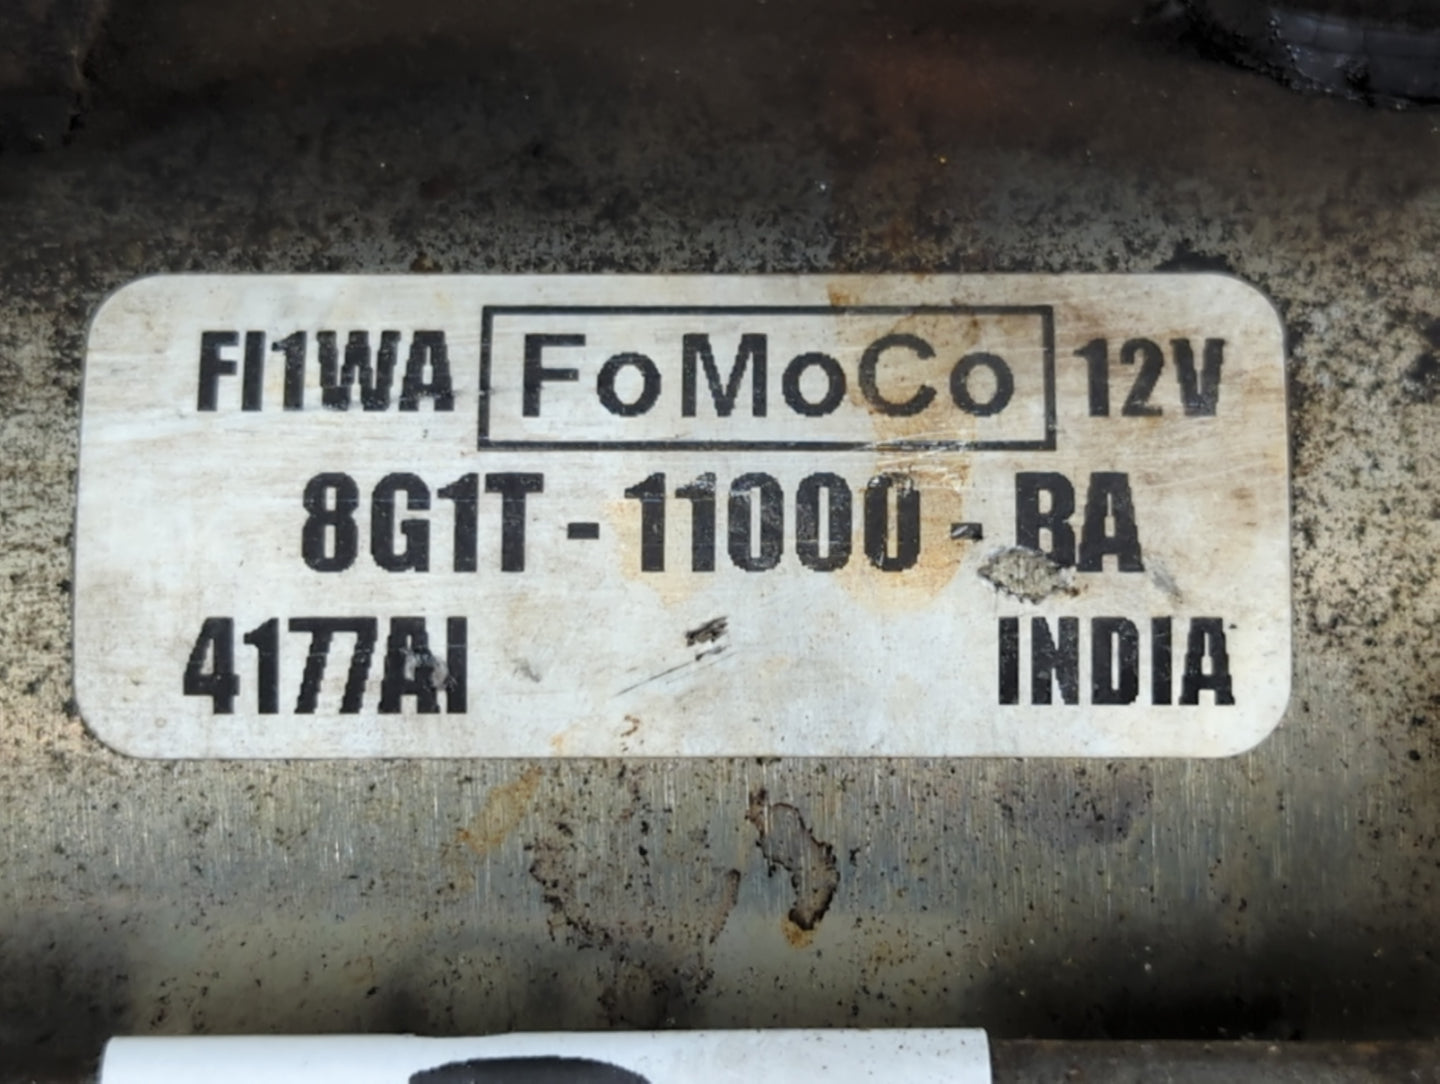 FI1WA FoMoCo 12V
8G1T - 11000 - BA
4177AI INDIA